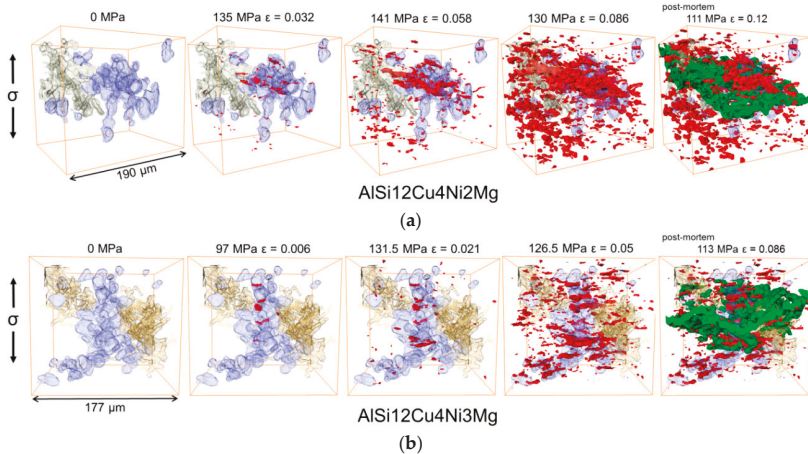 post-mortem
0 MPa
135 MPa ε = 0.032
141 MPa ε = 0.058
130 MPa ε = 0.086
111 MPa ε = 0.12
σ
190 μm
AlSi12Cu4Ni2Mg
(a)
post-mortem
0 MPa
97 MPa ε = 0.006
131.5 MPa ε = 0.021
126.5 MPa ε = 0.05
113 MPa ε = 0.086
σ
177 μm
AlSi12Cu4Ni3Mg
(b)